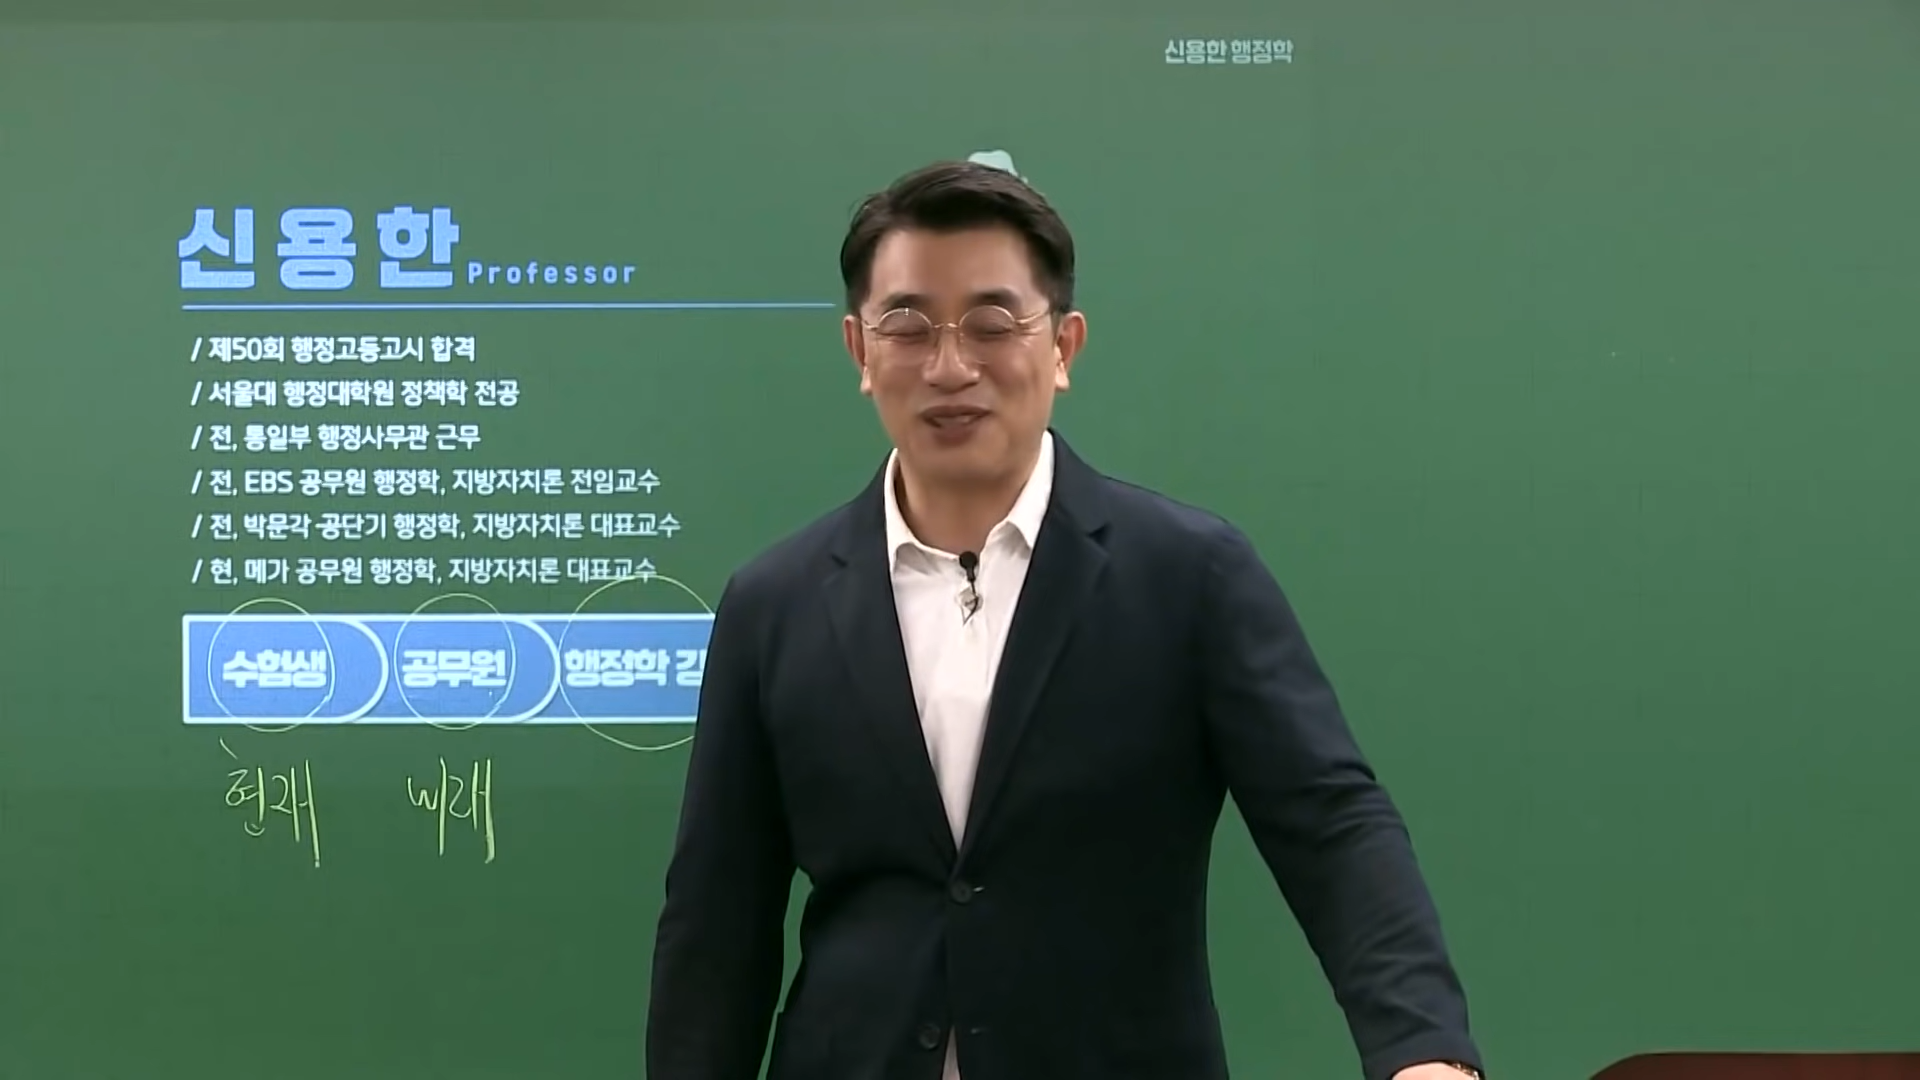 신용한 행정학
신용한 Professor
/ 제50회 행정고등고시 합격
/ 서울대 행정대학원 정책학 전공
/ 전, 통일부 행정사무관 근무
/ 전, EBS 공무원 행정학, 지방자치론 전임교수
/ 전, 박문각 공단기 행정학, 지방자치론 대표교수
/ 현, 메가 공무원 행정학, 지방자치론 대표교수
수험생 공무원 행정학
현재 미래